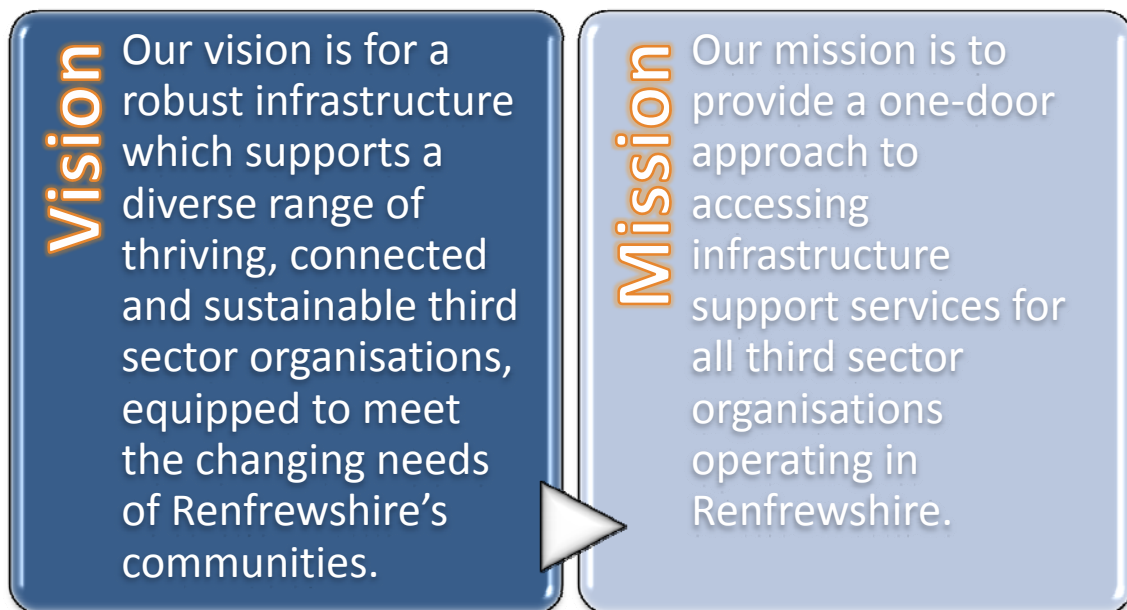 Vision
Our vision is for a
robust infrastructure
which supports a
diverse range of
thriving, connected
and sustainable third
sector organisations,
equipped to meet
the changing needs
of Renfrewshire’s
communities.
Mission
Our mission is to
provide a one-door
approach to
accessing
infrastructure
support services for
all third sector
organisations
operating in
Renfrewshire.